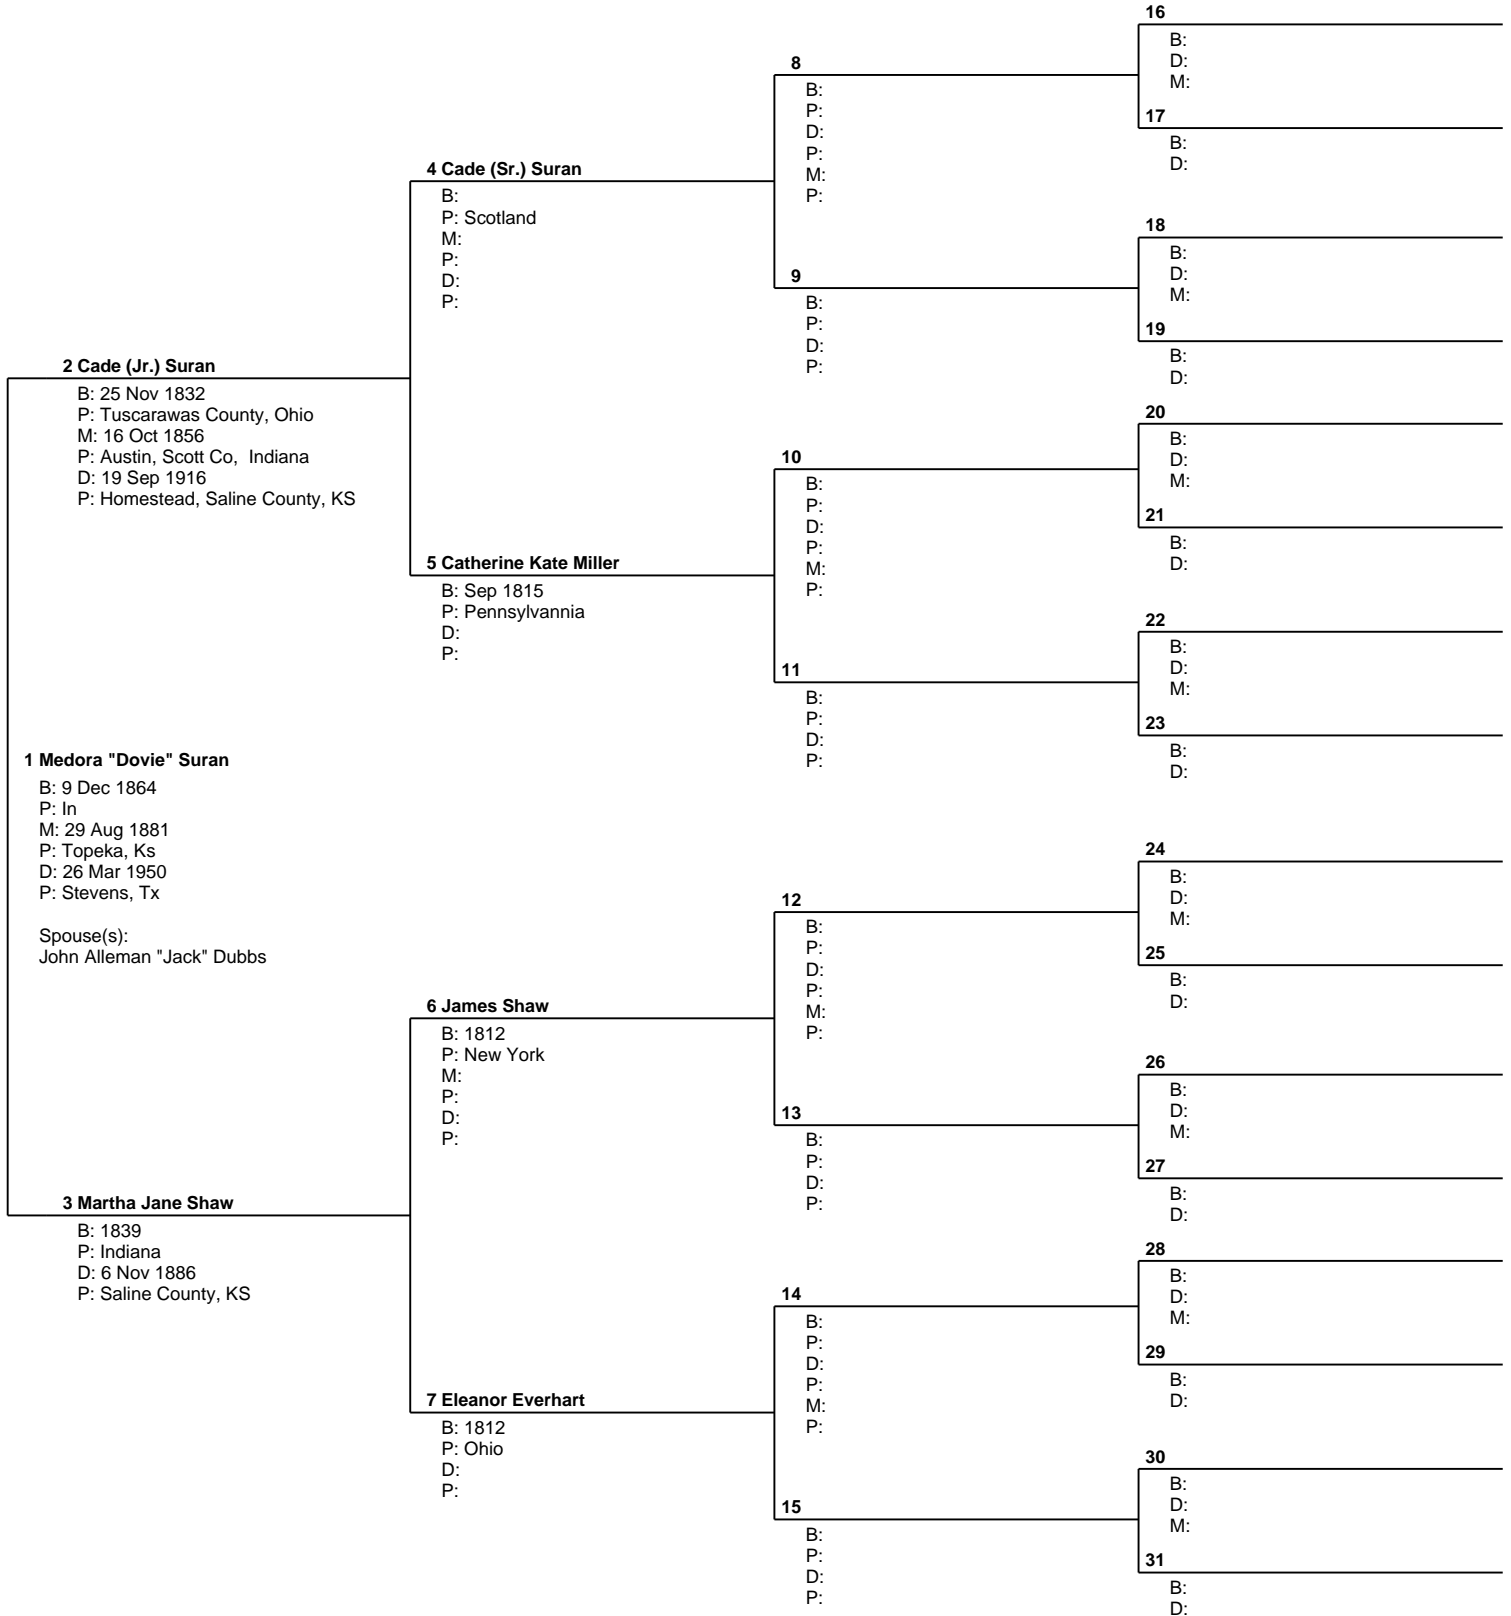 16
B:
D:
M:
8
B:
P:
D:
P:
M:
P:
17
B:
D:
4 Cade (Sr.) Suran
B:
P: Scotland
M:
P:
D:
P:
18
B:
D:
M:
9
B:
P:
D:
P:
19
B:
D:
2 Cade (Jr.) Suran
B: 25 Nov 1832
P: Tuscarawas County, Ohio
M: 16 Oct 1856
P: Austin, Scott Co,  Indiana
D: 19 Sep 1916
P: Homestead, Saline County, KS
20
B:
D:
M:
10
B:
P:
D:
P:
M:
P:
21
B:
D:
5 Catherine Kate Miller
B: Sep 1815
P: Pennsylvannia
D:
P:
22
B:
D:
M:
11
B:
P:
D:
P:
23
B:
D:
1 Medora "Dovie" Suran
B: 9 Dec 1864
P: In
M: 29 Aug 1881
P: Topeka, Ks
D: 26 Mar 1950
P: Stevens, Tx
Spouse(s):
John Alleman "Jack" Dubbs
24
B:
D:
M:
12
B:
P:
D:
P:
M:
P:
25
B:
D:
6 James Shaw
B: 1812
P: New York
M:
P:
D:
P:
26
B:
D:
M:
13
B:
P:
D:
P:
27
B:
D:
3 Martha Jane Shaw
B: 1839
P: Indiana
D: 6 Nov 1886
P: Saline County, KS
28
B:
D:
M:
14
B:
P:
D:
P:
M:
P:
29
B:
D:
7 Eleanor Everhart
B: 1812
P: Ohio
D:
P:
30
B:
D:
M:
15
B:
P:
D:
P:
31
B:
D: